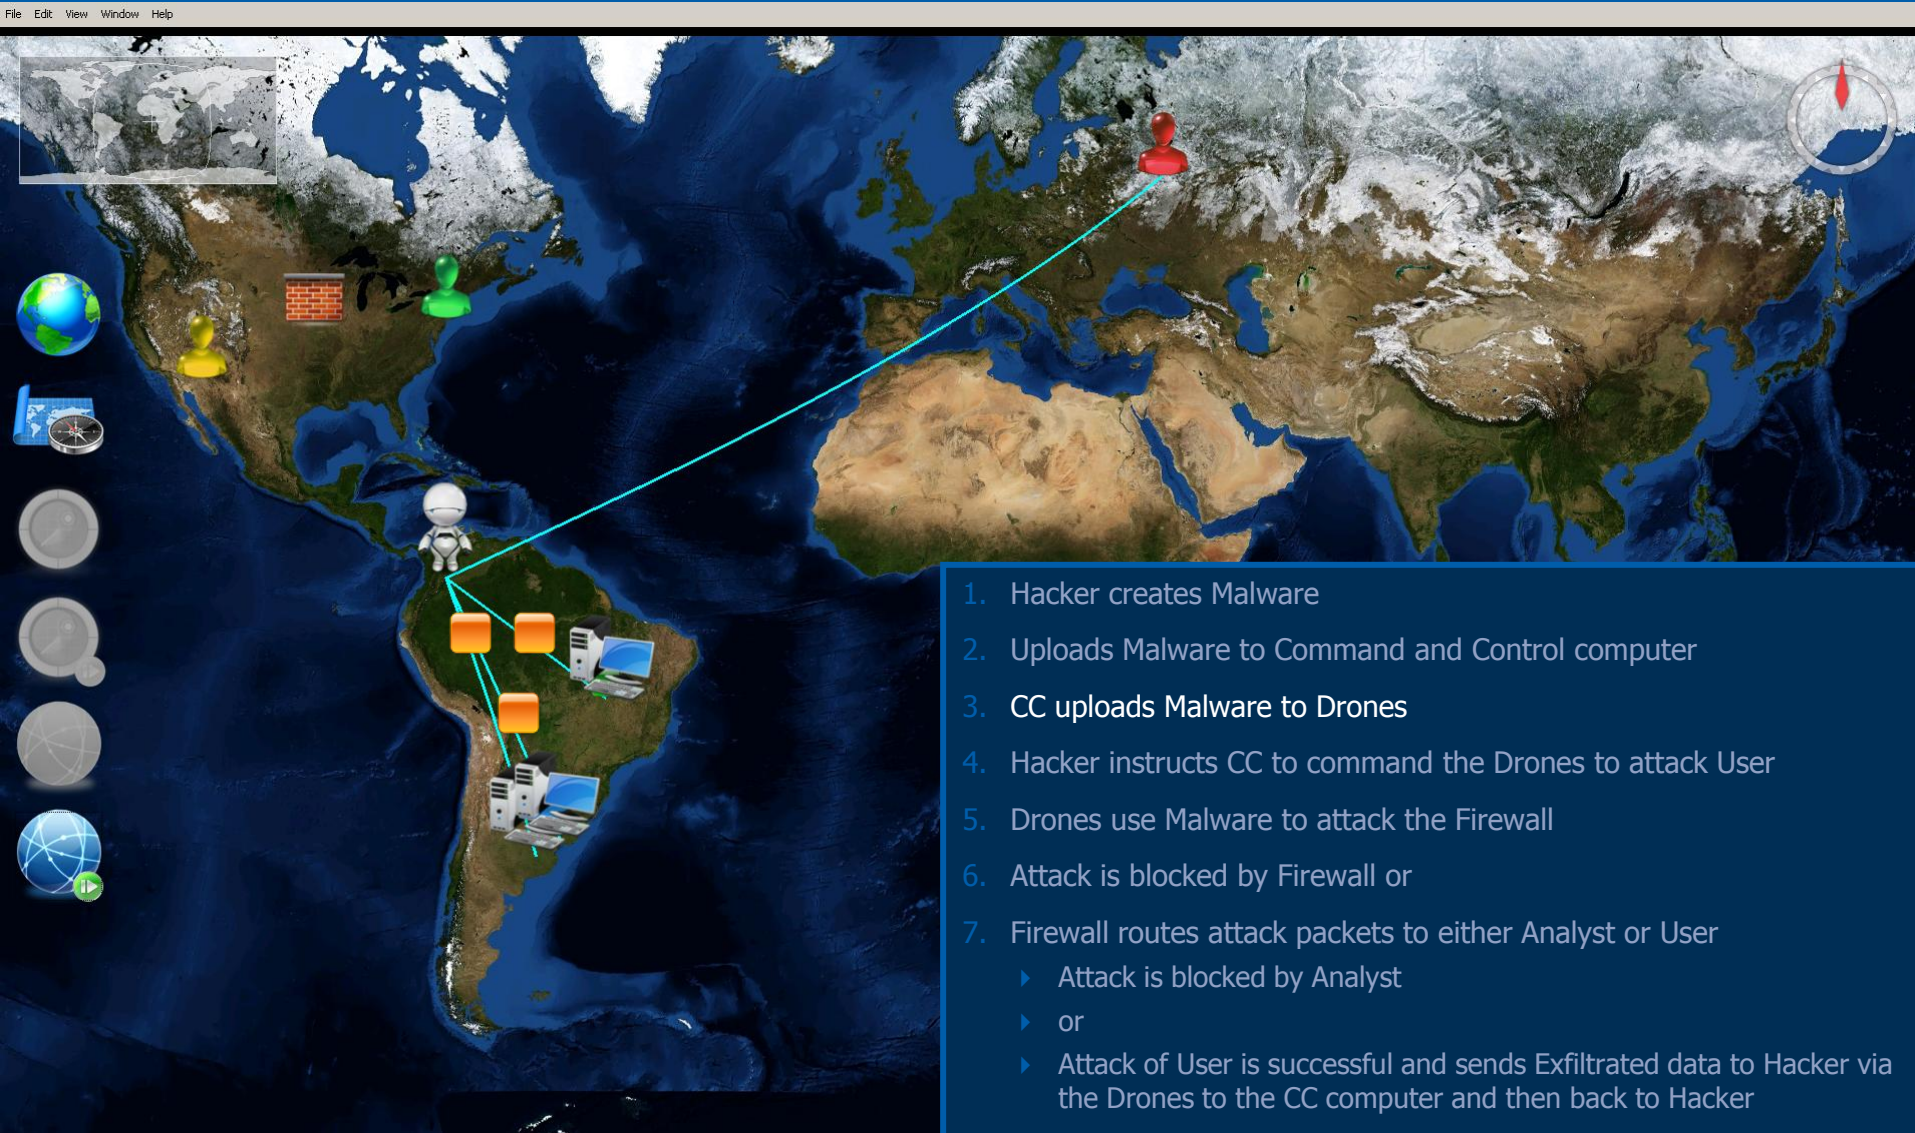 File Edit View Window Help
1. Hacker creates Malware
2. Uploads Malware to Command and Control computer
3. CC uploads Malware to Drones
4. Hacker instructs CC to command the Drones to attack User
5. Drones use Malware to attack the Firewall
6. Attack is blocked by Firewall or
7. Firewall routes attack packets to either Analyst or User
Attack is blocked by Analyst
or
Attack of User is successful and sends Exfiltrated data to Hacker via
the Drones to the CC computer and then back to Hacker